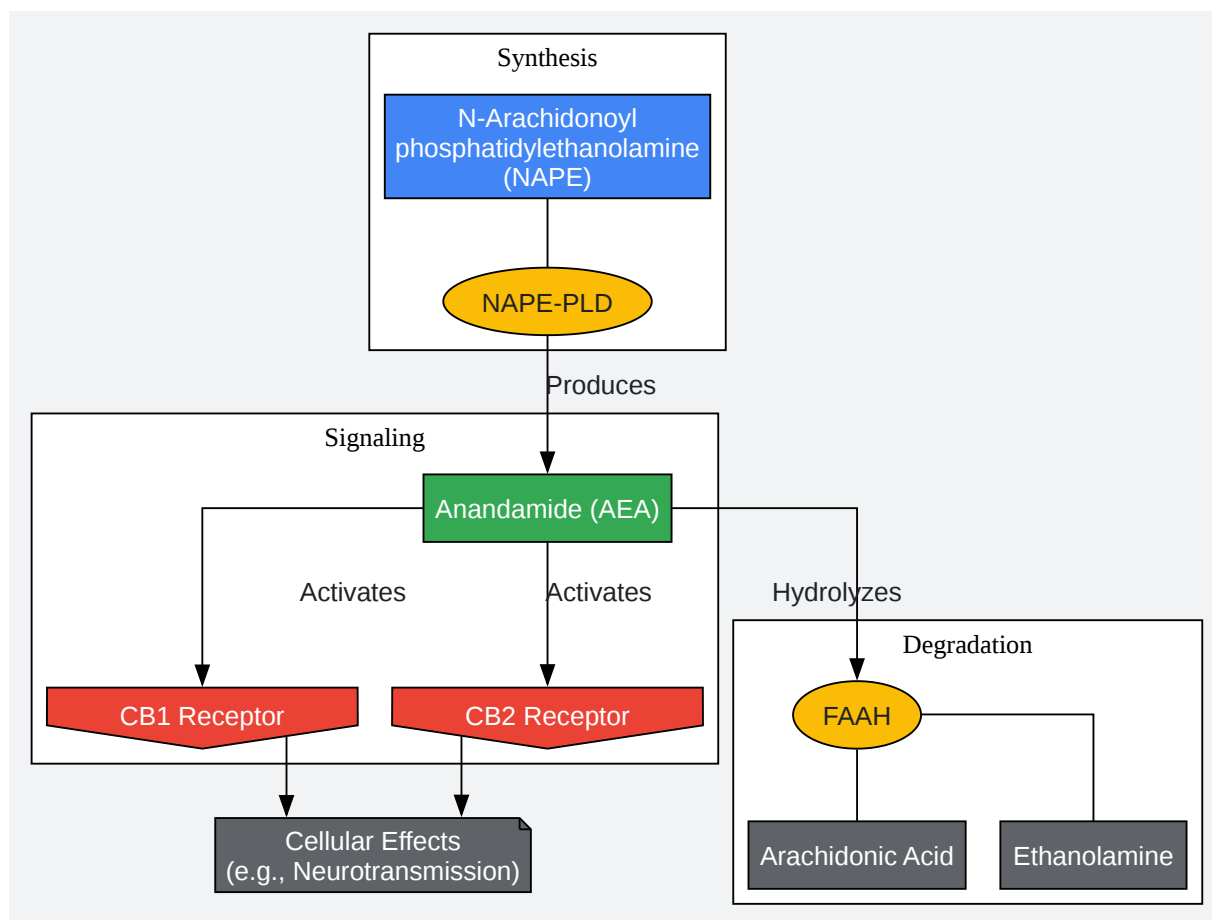 Synthesis
N-Arachidonoyl
phosphatidylethanolamine
(NAPE)
NAPE-PLD
Produces
Signaling
Anandamide (AEA)
Activates
Activates
Hydrolyzes
Degradation
CB1 Receptor
CB2 Receptor
FAAH
Cellular Effects
(e.g., Neurotransmission)
Arachidonic Acid
Ethanolamine